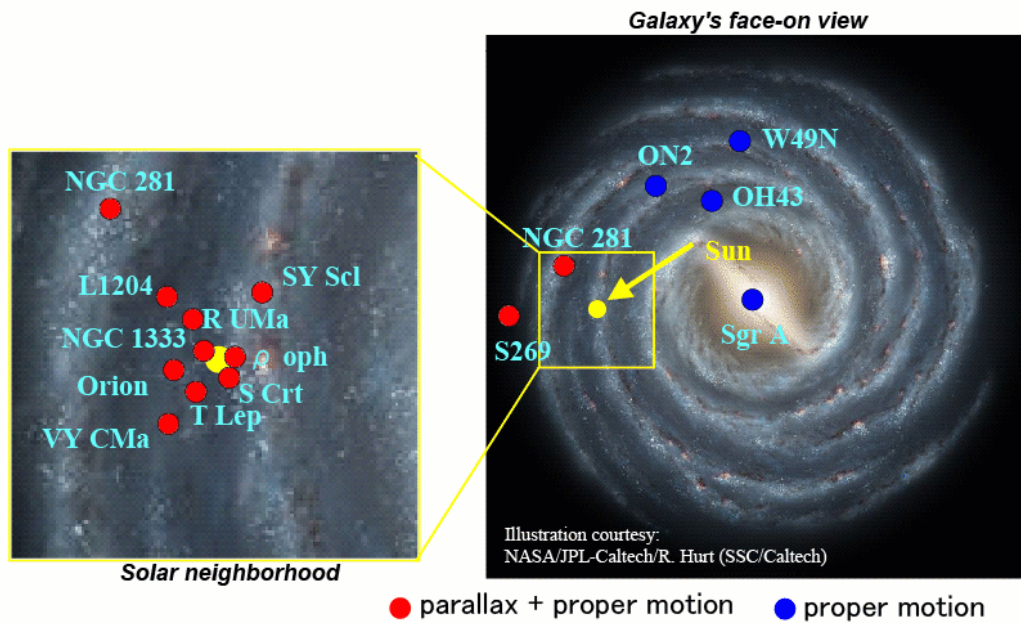 Galaxy's face-on view
W49N
ON2
OH43
NGC 281
Sun
S269
Sgr A
Illustration courtesy:
NASA/JPL-Caltech/R. Hurt (SSC/Caltech)
NGC 281
L1204
SY Scl
R UMa
NGC 1333
ρ oph
Orion
S Crt
T Lep
VY CMa
Solar neighborhood
parallax + proper motion
proper motion